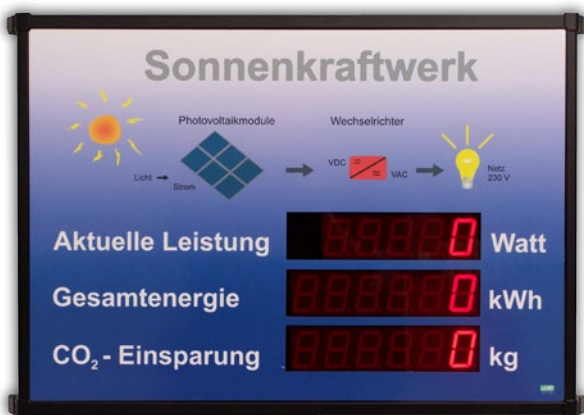 Sonnenkraftwerk
Photovoltaikmodule Wechselrichter
Licht Strom VDC = ≈ VAC Netz
230 V
Aktuelle Leistung 0 Watt
Gesamtenergie 0 kWh
CO₂ - Einsparung 0 kg